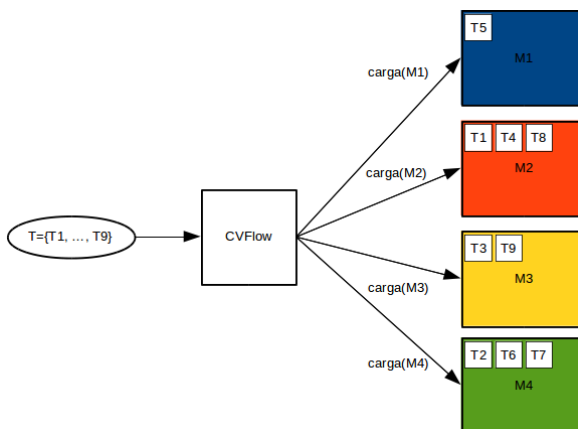 T5
M1
carga(M1)
T1 T4 T8
M2
carga(M2)
T={T1, ..., T9}
CVFlow
T3 T9
M3
carga(M3)
T2 T6 T7
M4
carga(M4)